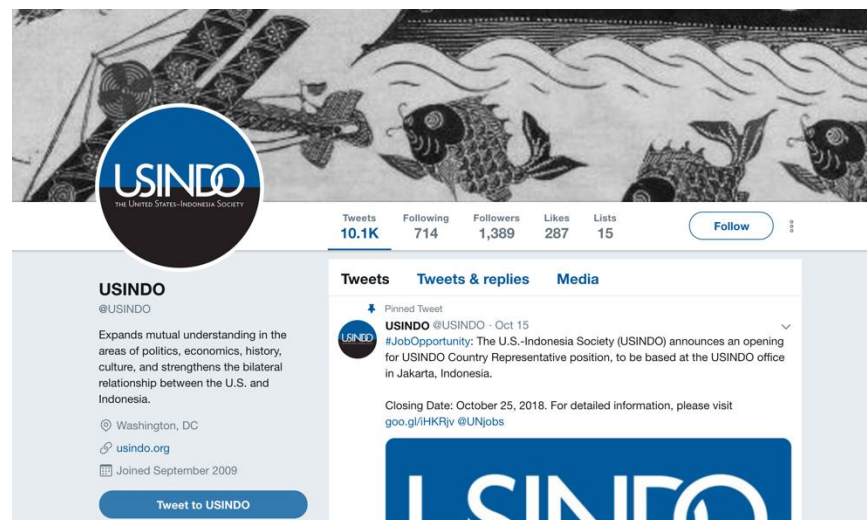 USINDO
THE UNITED STATES–INDONESIA SOCIETY
Tweets Following Followers Likes Lists
10.1K 714 1,389 287 15
Follow
USINDO
@USINDO
Expands mutual understanding in the
areas of politics, economics, history,
culture, and strengthens the bilateral
relationship between the U.S. and
Indonesia.
Washington, DC
usindo.org
Joined September 2009
Tweet to USINDO
Tweets Tweets & replies Media
Pinned Tweet
USINDO
USINDO @USINDO · Oct 15
#JobOpportunity: The U.S.-Indonesia Society (USINDO) announces an opening
for USINDO Country Representative position, to be based at the USINDO office
in Jakarta, Indonesia.
Closing Date: October 25, 2018. For detailed information, please visit
goo.gl/iHKRjv @UNjobs
USINDO